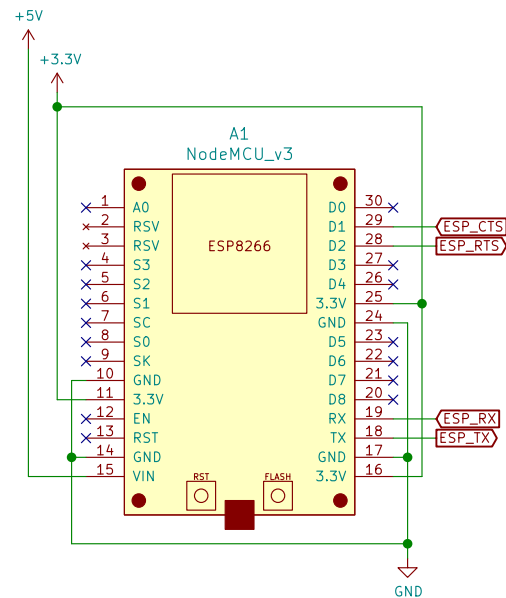 +5V
+3.3V
A1
NodeMCU_v3
ESP8266
1 A0
2 RSV
3 RSV
4 S3
5 S2
6 S1
7 SC
8 S0
9 SK
10 GND
11 3.3V
12 EN
13 RST
14 GND
15 VIN
D0 30
D1 29 ESP_CTS
D2 28 ESP_RTS
D3 27
D4 26
3.3V 25
GND 24
D5 23
D6 22
D7 21
D8 20
RX 19 ESP_RX
TX 18 ESP_TX
GND 17
3.3V 16
RST FLASH
GND